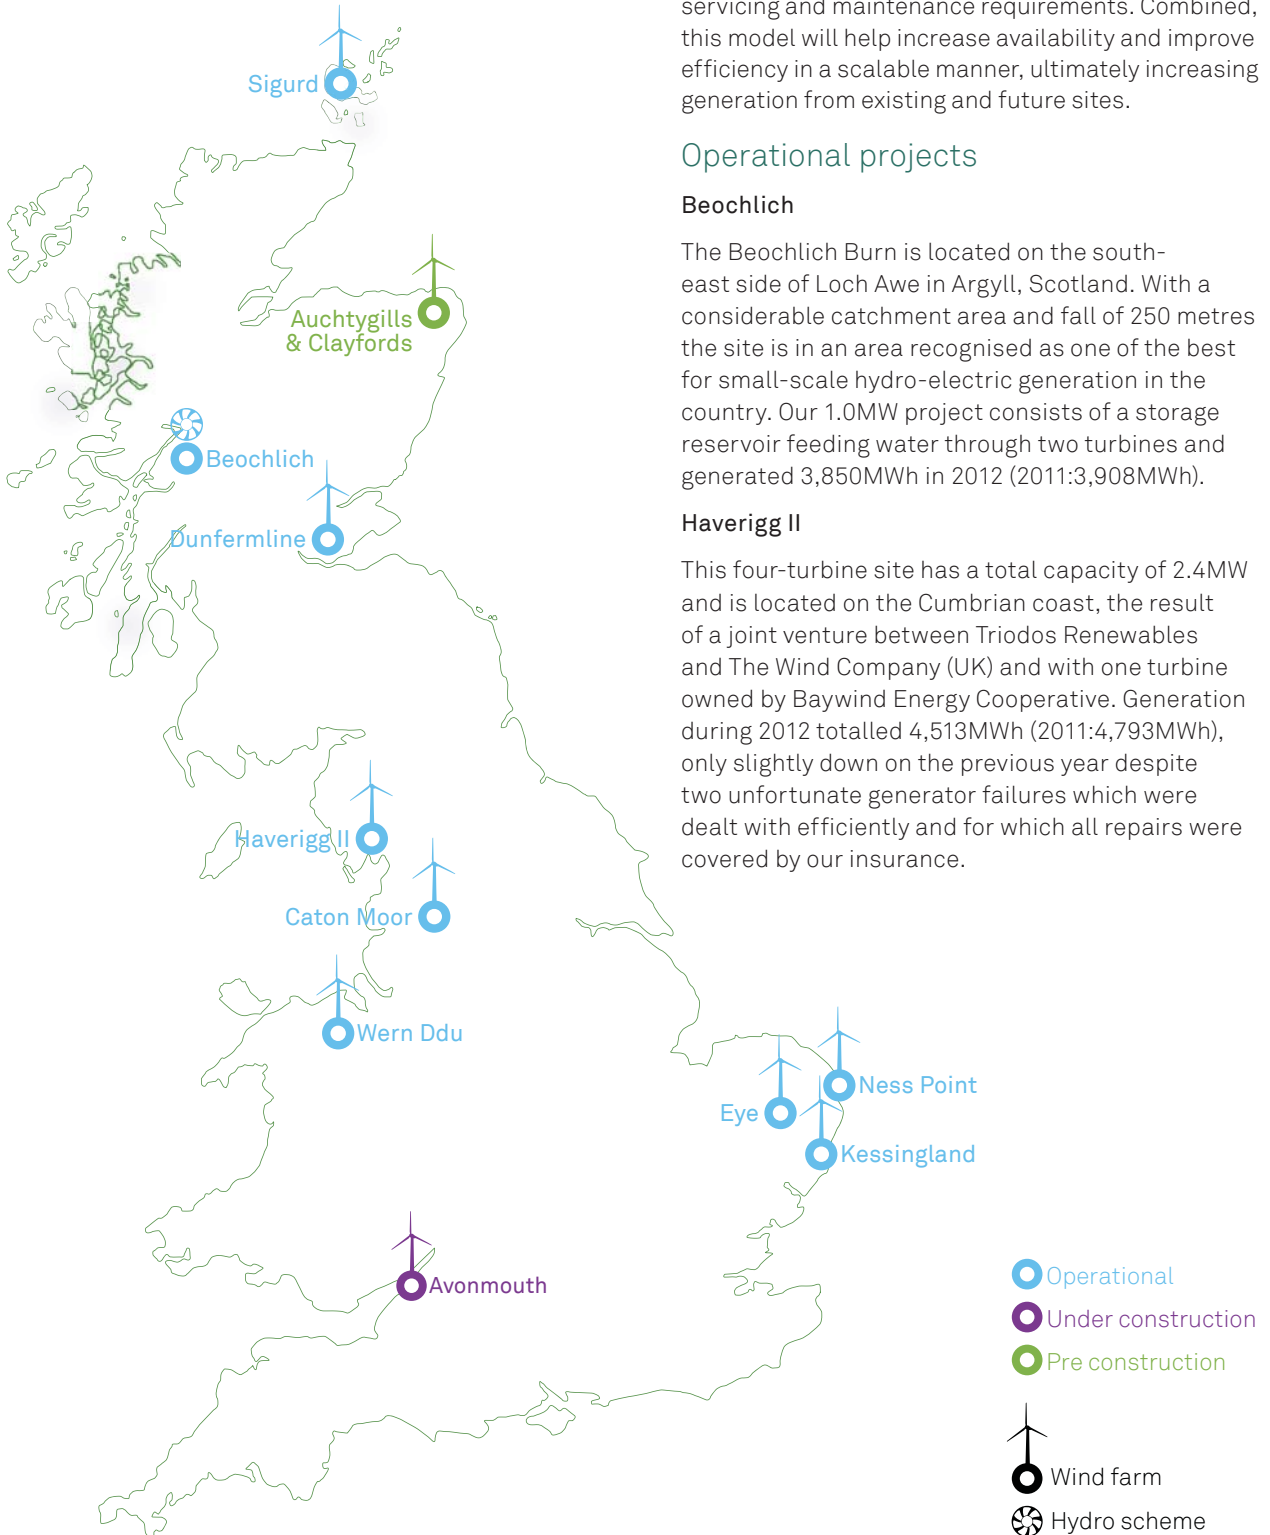 servicing and maintenance requirements. Combined,
this model will help increase availability and improve
efficiency in a scalable manner, ultimately increasing
generation from existing and future sites.
Operational projects
Beochlich
The Beochlich Burn is located on the south-
east side of Loch Awe in Argyll, Scotland. With a
considerable catchment area and fall of 250 metres
the site is in an area recognised as one of the best
for small-scale hydro-electric generation in the
country. Our 1.0MW project consists of a storage
reservoir feeding water through two turbines and
generated 3,850MWh in 2012 (2011:3,908MWh).
Haverigg II
This four-turbine site has a total capacity of 2.4MW
and is located on the Cumbrian coast, the result
of a joint venture between Triodos Renewables
and The Wind Company (UK) and with one turbine
owned by Baywind Energy Cooperative. Generation
during 2012 totalled 4,513MWh (2011:4,793MWh),
only slightly down on the previous year despite
two unfortunate generator failures which were
dealt with efficiently and for which all repairs were
covered by our insurance.
Sigurd
Auchtygills
& Clayfords
Beochlich
Dunfermline
Haverigg II
Caton Moor
Wern Ddu
Ness Point
Eye
Kessingland
Avonmouth
Operational
Under construction
Pre construction
Wind farm
Hydro scheme